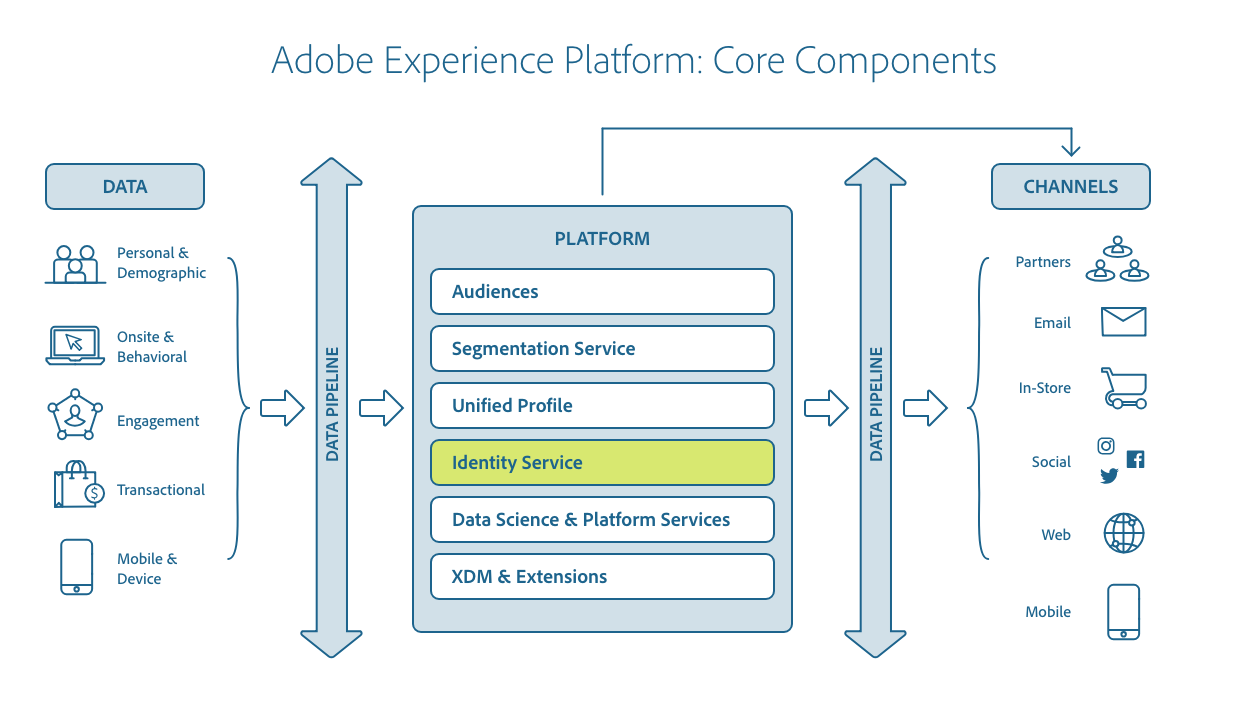 Adobe Experience Platform: Core Components
DATA
Personal &
Demographic
Onsite &
Behavioral
Engagement
$
Transactional
Mobile &
Device
DATA PIPELINE
PLATFORM
Audiences
Segmentation Service
Unified Profile
Identity Service
Data Science & Platform Services
XDM & Extensions
DATA PIPELINE
CHANNELS
Partners
Email
In-Store
Social
Web
Mobile